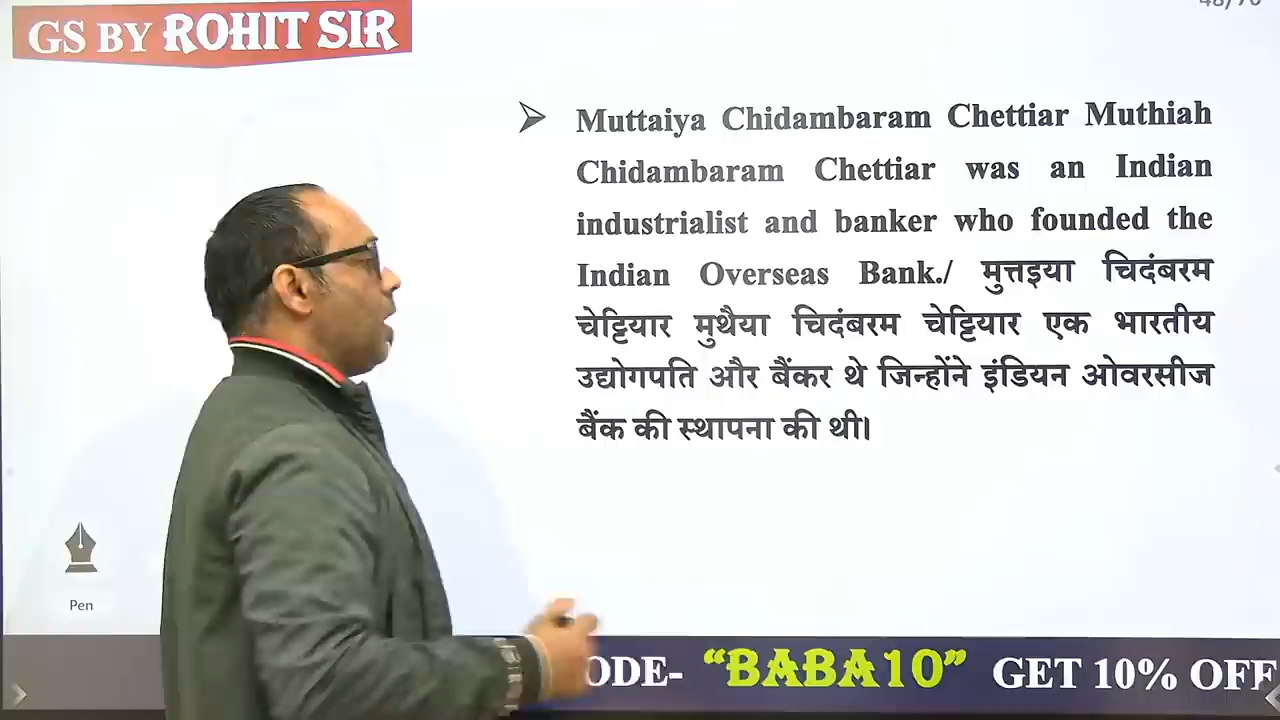 48/70
GS BY ROHIT SIR
➢ Muttaiya Chidambaram Chettiar Muthiah
Chidambaram Chettiar was an Indian
industrialist and banker who founded the
Indian Overseas Bank./ मुत्तइया चिदंबरम
चेट्टियार मुथैया चिदंबरम चेट्टियार एक भारतीय
उद्योगपति और बैंकर थे जिन्होंने इंडियन ओवरसीज
बैंक की स्थापना की थी।
Pen
ODE- “BABA10” GET 10% OFF